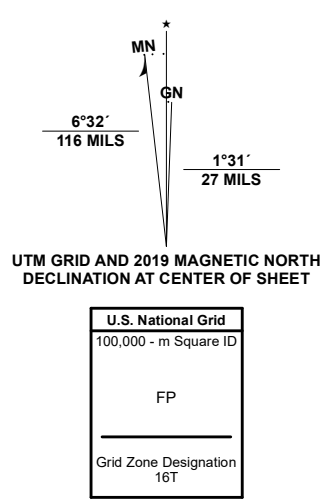 ★
MN
GN
6°32´
116 MILS
1°31´
27 MILS
UTM GRID AND 2019 MAGNETIC NORTH
DECLINATION AT CENTER OF SHEET
U.S. National Grid
100,000 - m Square ID
FP
Grid Zone Designation
16T